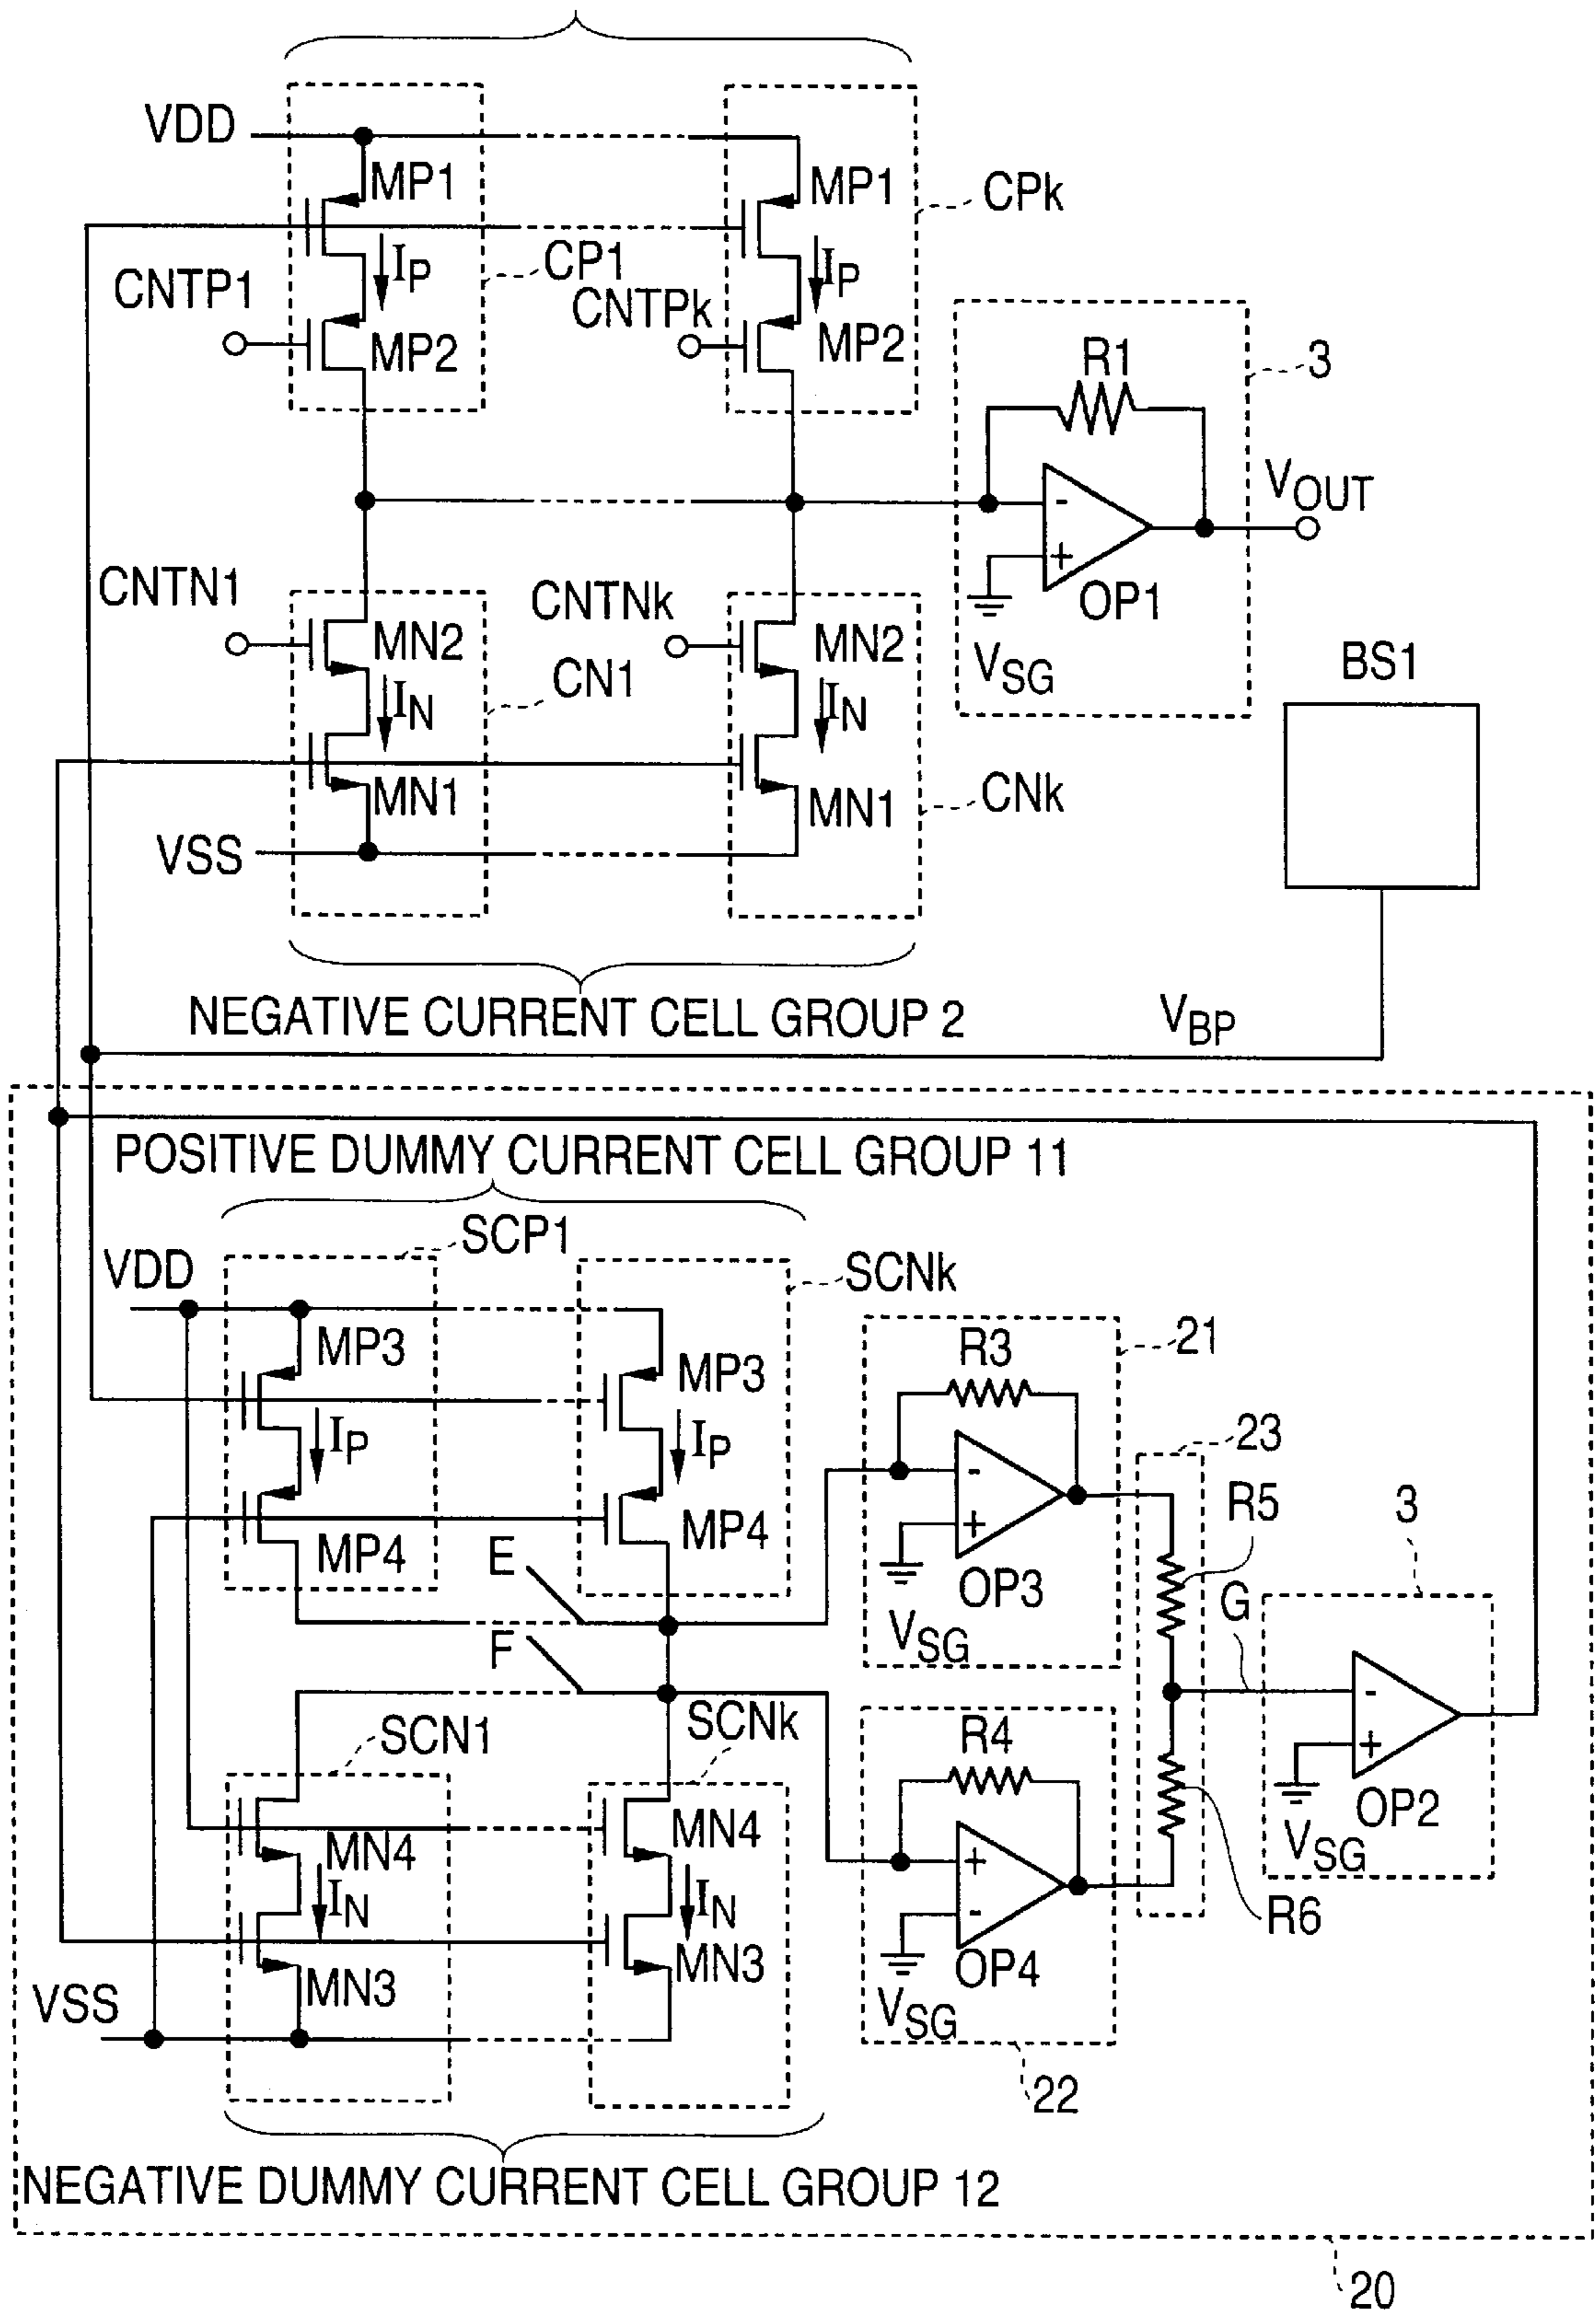 VDD
MP1
MP1
CPk
IP
CP1
IP
CNTP1
CNTPk
MP2
MP2
R1
3
VOUT
-
+
OP1
CNTN1
CNTNk
MN2
MN2
VSG
BS1
CN1
IN
IN
MN1
MN1
CNk
VSS
NEGATIVE CURRENT CELL GROUP 2
VBP
POSITIVE DUMMY CURRENT CELL GROUP 11
SCP1
VDD
SCNk
MP3
MP3
R3
21
IP
IP
23
-
+
R5
3
MP4
MP4
E
OP3
G
VSG
F
SCN1
SCNk
R4
-
+
OP2
MN4
MN4
VSG
+
-
IN
IN
R6
MN3
MN3
OP4
VSS
VSG
22
NEGATIVE DUMMY CURRENT CELL GROUP 12
20